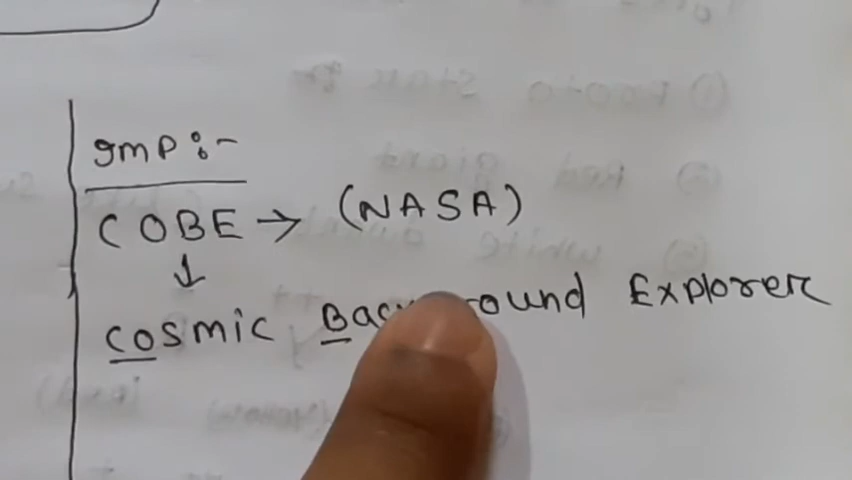 Imp :-
COBE → (NASA)
↓
Cosmic Explorer